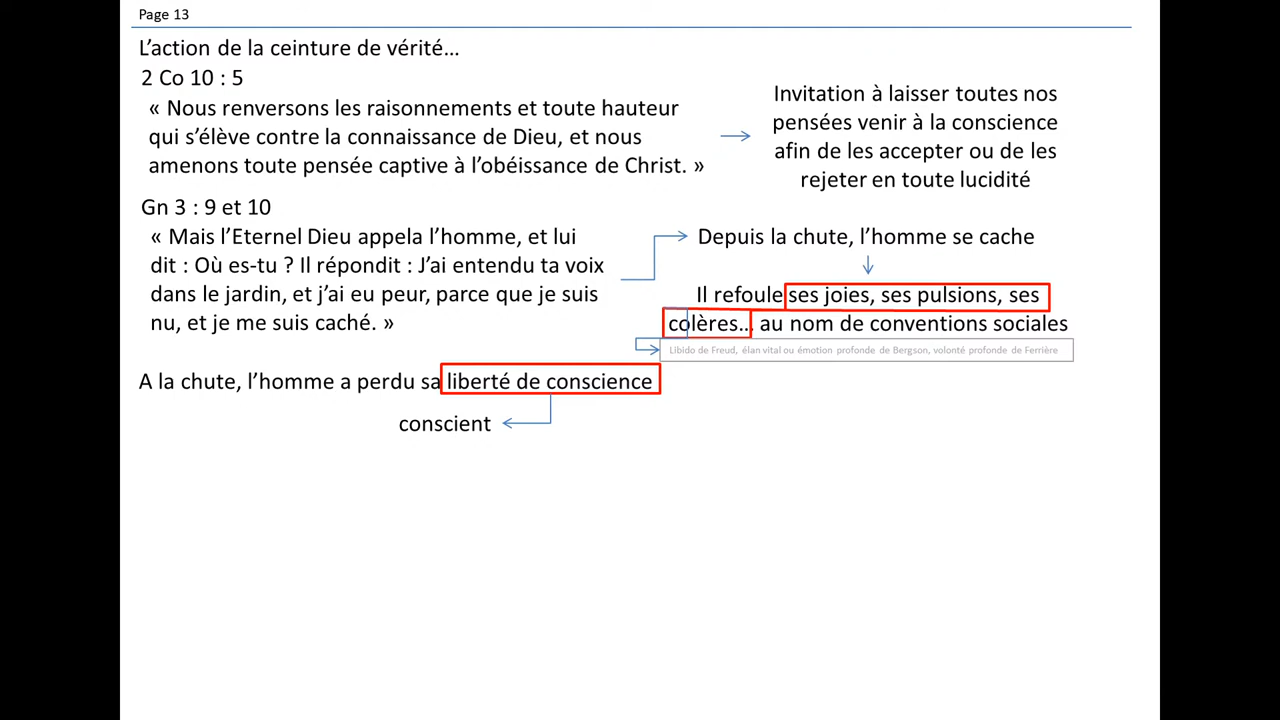 Page 13
L'action de la ceinture de vérité…
2 Co 10 : 5
« Nous renversons les raisonnements et toute hauteur
qui s'élève contre la connaissance de Dieu, et nous
amenons toute pensée captive à l'obéissance de Christ. »
Invitation à laisser toutes nos
pensées venir à la conscience
afin de les accepter ou de les
rejeter en toute lucidité
Gn 3 : 9 et 10
« Mais l'Eternel Dieu appela l'homme, et lui
dit : Où es-tu ? Il répondit : J'ai entendu ta voix
dans le jardin, et j'ai eu peur, parce que je suis
nu, et je me suis caché. »
Depuis la chute, l'homme se cache
Il refoule ses joies, ses pulsions, ses
colères… au nom de conventions sociales
Libido de Freud, élan vital ou émotion profonde de Bergson, volonté profonde de Ferrière
A la chute, l'homme a perdu sa liberté de conscience
conscient